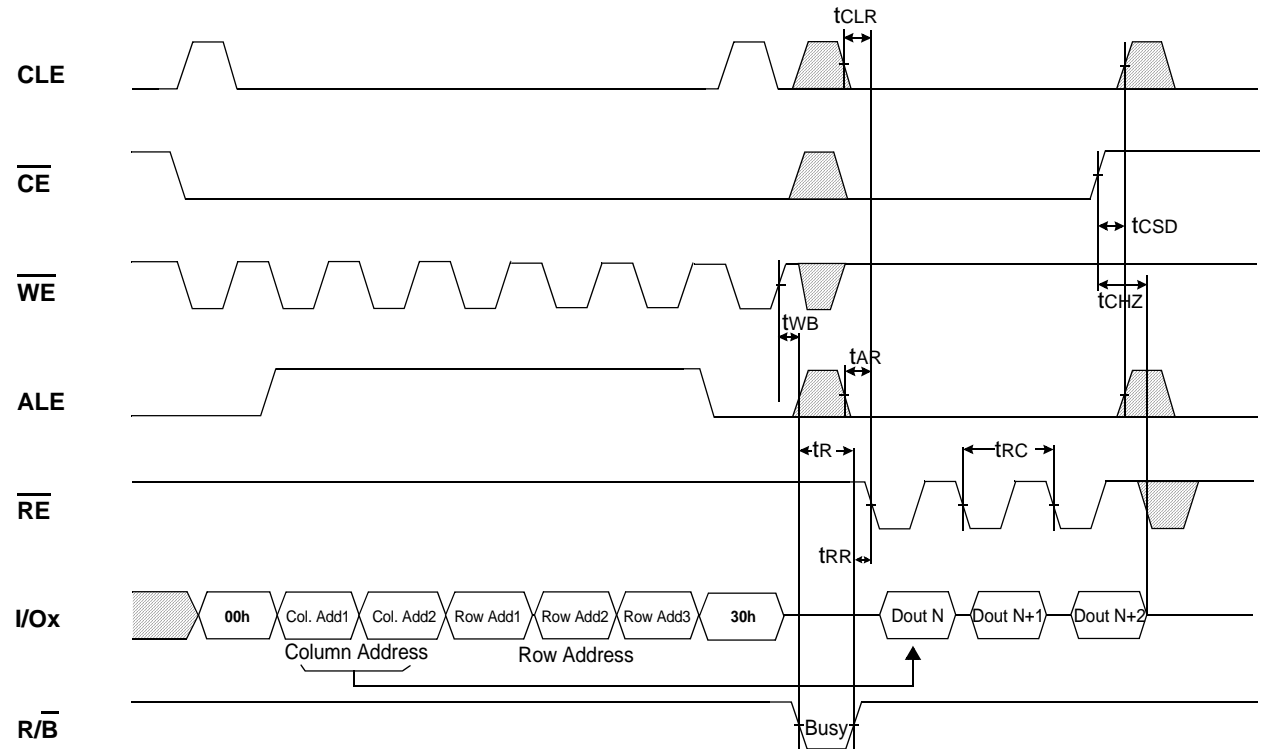 tCLR
CLE
CE
tCSD
WE
tCHZ
tWB
tAR
ALE
tR
tRC
RE
tRR
I/Ox
00h
Col. Add1
Col. Add2
Row Add1
Row Add2
Row Add3
30h
Dout N
Dout N+1
Dout N+2
Column Address
Row Address
R/B
Busy